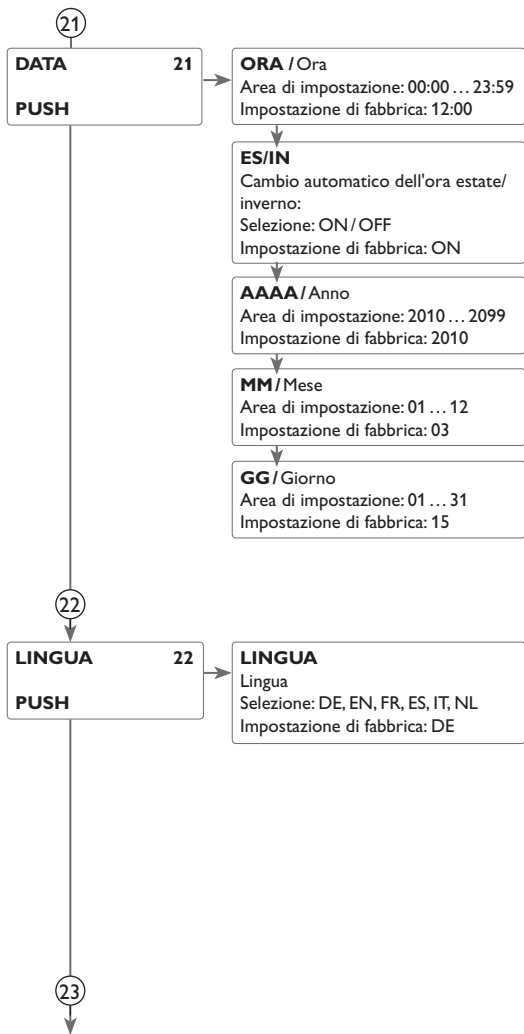 21
DATA 21
PUSH
ORA / Ora
Area di impostazione: 00:00 … 23:59
Impostazione di fabbrica: 12:00
ES/IN
Cambio automatico dell'ora estate/
inverno:
Selezione: ON / OFF
Impostazione di fabbrica: ON
AAAA / Anno
Area di impostazione: 2010 … 2099
Impostazione di fabbrica: 2010
MM / Mese
Area di impostazione: 01 … 12
Impostazione di fabbrica: 03
GG / Giorno
Area di impostazione: 01 … 31
Impostazione di fabbrica: 15
22
LINGUA 22
PUSH
LINGUA
Lingua
Selezione: DE, EN, FR, ES, IT, NL
Impostazione di fabbrica: DE
23